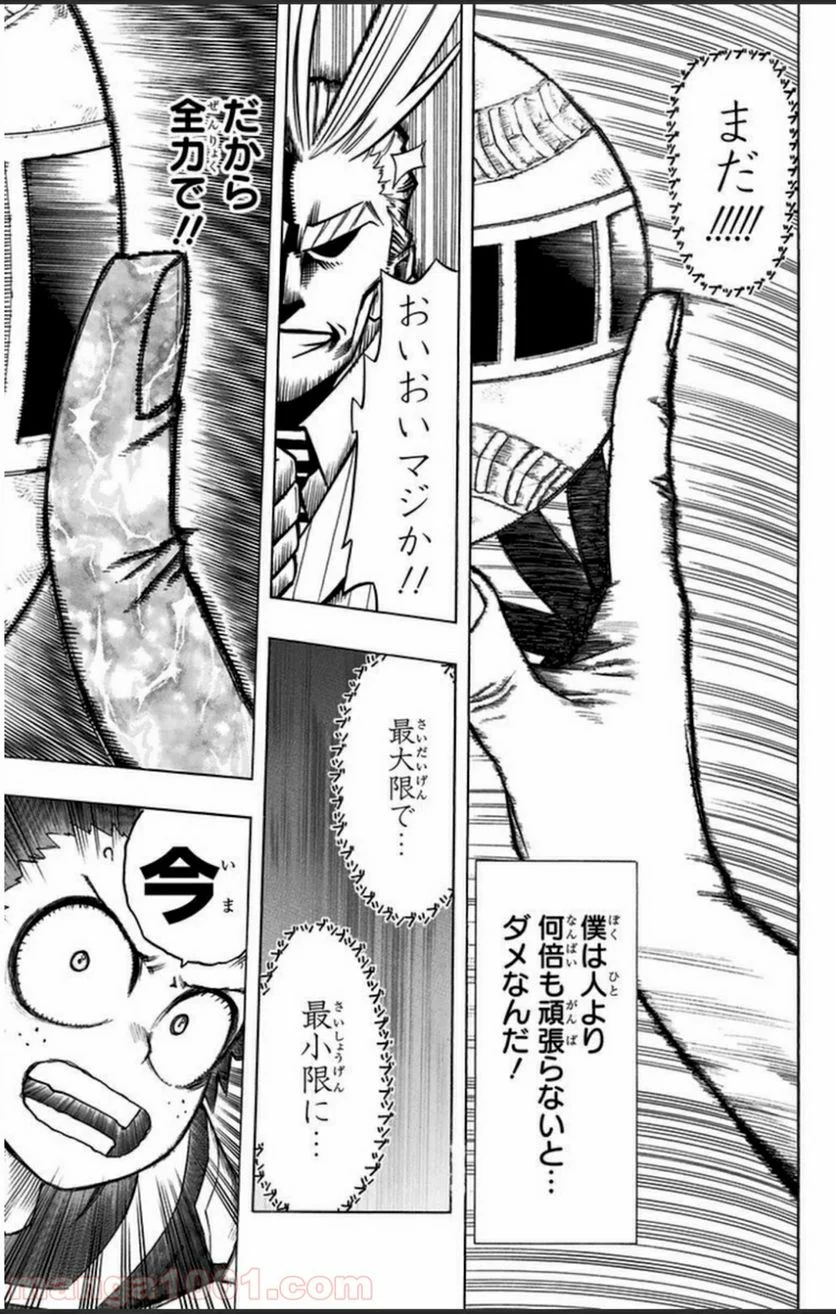 まだ!!!!!
僕は人より
何倍も頑張らないと…
ダメなんだ!
おいおいマジか!!
最大限で…
最小限に…
だから
全力で!!
今
manga1001.com